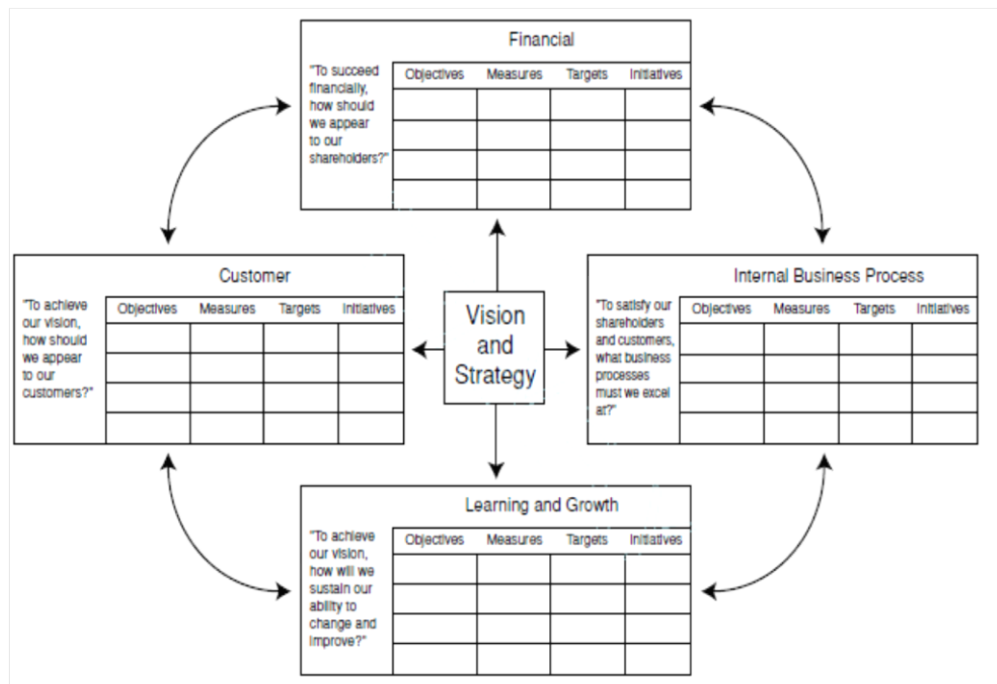 Financial
"To succeed
financially,
how should
we appear
to our
shareholders?"
Objectives Measures Targets Initiatives
Customer
"To achieve
our vision,
how should
we appear
to our
customers?"
Objectives Measures Targets Initiatives
Vision
and
Strategy
Internal Business Process
"To satisfy our
shareholders
and customers,
what business
processes
must we excel
at?"
Objectives Measures Targets Initiatives
Learning and Growth
"To achieve
our vision,
how will we
sustain our
ability to
change and
improve?"
Objectives Measures Targets Initiatives